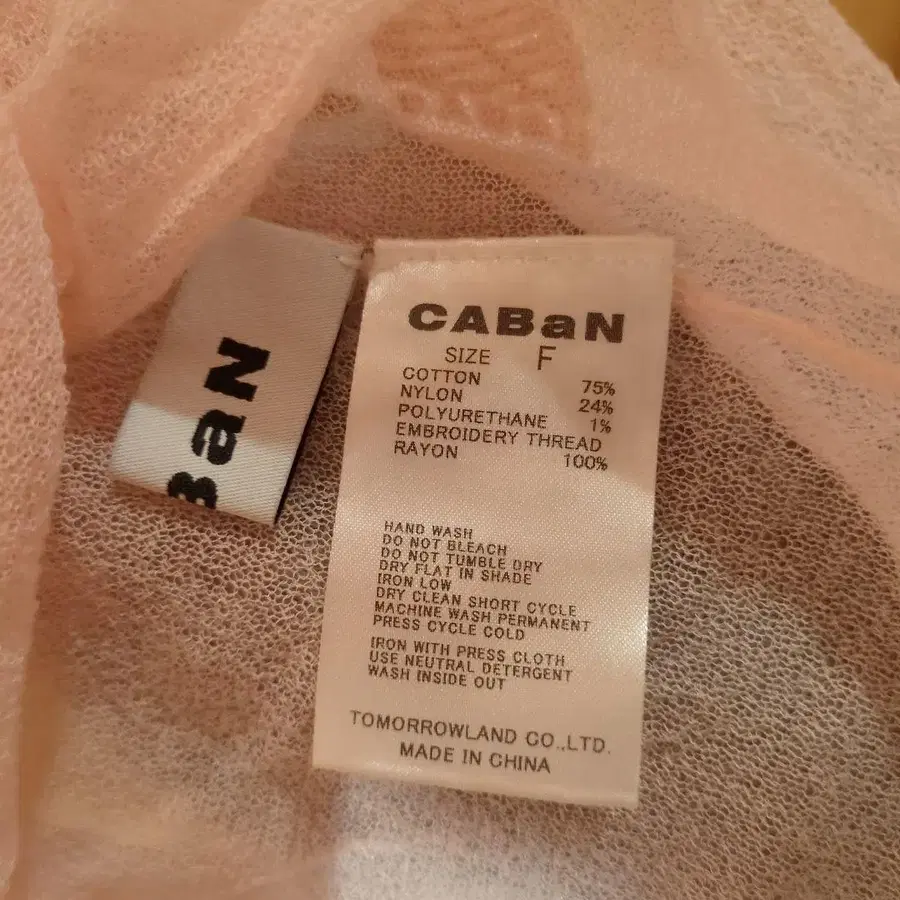 BaN
CABaN
SIZE F
COTTON 75%
NYLON 24%
POLYURETHANE 1%
EMBROIDERY THREAD
RAYON 100%
HAND WASH
DO NOT BLEACH
DO NOT TUMBLE DRY
DRY FLAT IN SHADE
IRON LOW
DRY CLEAN SHORT CYCLE
MACHINE WASH PERMANENT
PRESS CYCLE COLD
IRON WITH PRESS CLOTH
USE NEUTRAL DETERGENT
WASH INSIDE OUT
TOMORROWLAND CO.,LTD.
MADE IN CHINA